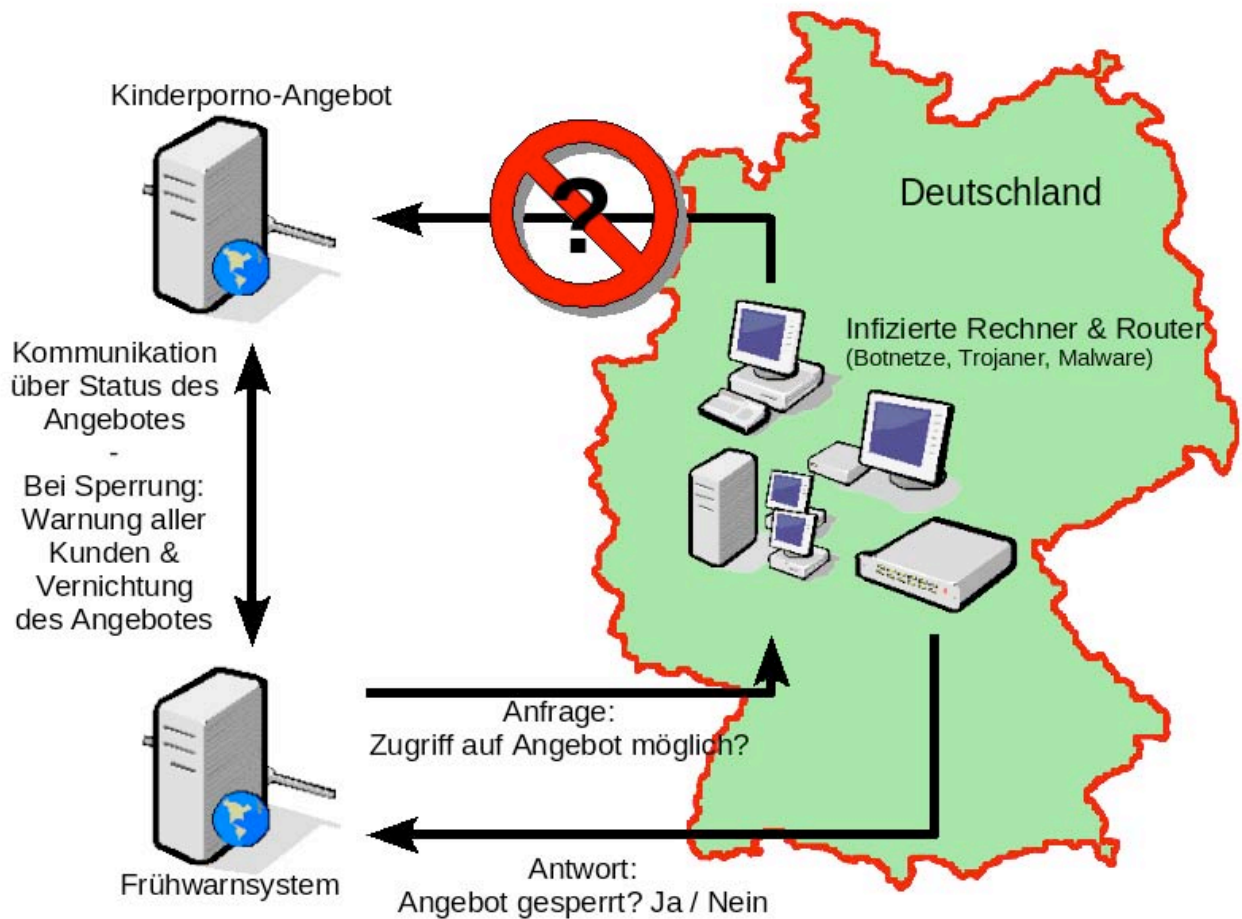 Kinderporno-Angebot
?
Deutschland
Infizierte Rechner & Router
(Botnetze, Trojaner, Malware)
Kommunikation
über Status des
Angebotes
-
Bei Sperrung:
Warnung aller
Kunden &
Vernichtung
des Angebotes
Anfrage:
Zugriff auf Angebot möglich?
Frühwarnsystem
Antwort:
Angebot gesperrt? Ja / Nein